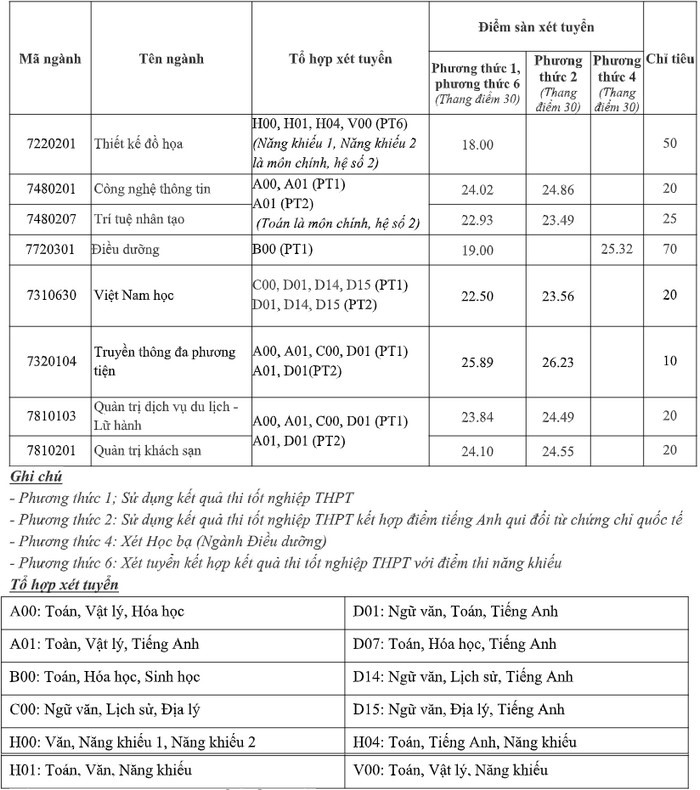 Mã ngành | Tên ngành | Tổ hợp xét tuyển | Điểm sàn xét tuyển | Chỉ tiêu
Phương thức 1, phương thức 6 (Thang điểm 30) | Phương thức 2 (Thang điểm 30) | Phương thức 4 (Thang điểm 30)
7220201 | Thiết kế đồ họa | H00, H01, H04, V00 (PT6) (Năng khiếu 1, Năng khiếu 2 là môn chính, hệ số 2) | 18.00 | | | 50
7480201 | Công nghệ thông tin | A00, A01 (PT1) A01 (PT2) (Toán là môn chính, hệ số 2) | 24.02 | 24.86 | | 20
7480207 | Trí tuệ nhân tạo | 22.93 | 23.49 | | 25
7720301 | Điều dưỡng | B00 (PT1) | 19.00 | | 25.32 | 70
7310630 | Việt Nam học | C00, D01, D14, D15 (PT1) D01, D14, D15 (PT2) | 22.50 | 23.56 | | 20
7320104 | Truyền thông đa phương tiện | A00, A01, C00, D01 (PT1) A01, D01(PT2) | 25.89 | 26.23 | | 10
7810103 | Quản trị dịch vụ du lịch - Lữ hành | A00, A01, C00, D01 (PT1) A01, D01 (PT2) | 23.84 | 24.49 | | 20
7810201 | Quản trị khách sạn | 24.10 | 24.55 | | 20
Ghi chú
- Phương thức 1; Sử dụng kết quả thi tốt nghiệp THPT
- Phương thức 2: Sử dụng kết quả thi tốt nghiệp THPT kết hợp điểm tiếng Anh qui đổi từ chứng chỉ quốc tế
- Phương thức 4: Xét Học bạ (Ngành Điều dưỡng)
- Phương thức 6: Xét tuyển kết hợp kết quả thi tốt nghiệp THPT với điểm thi năng khiếu
Tổ hợp xét tuyển
A00: Toán, Vật lý, Hóa học | D01: Ngữ văn, Toán, Tiếng Anh
A01: Toàn, Vật lý, Tiếng Anh | D07: Toán, Hóa học, Tiếng Anh
B00: Toán, Hóa học, Sinh học | D14: Ngữ văn, Lịch sử, Tiếng Anh
C00: Ngữ văn, Lịch sử, Địa lý | D15: Ngữ văn, Địa lý, Tiếng Anh
H00: Văn, Năng khiếu 1, Năng khiếu 2 | H04: Toán, Tiếng Anh, Năng khiếu
H01: Toán, Văn, Năng khiếu | V00: Toán, Vật lý, Năng khiếu